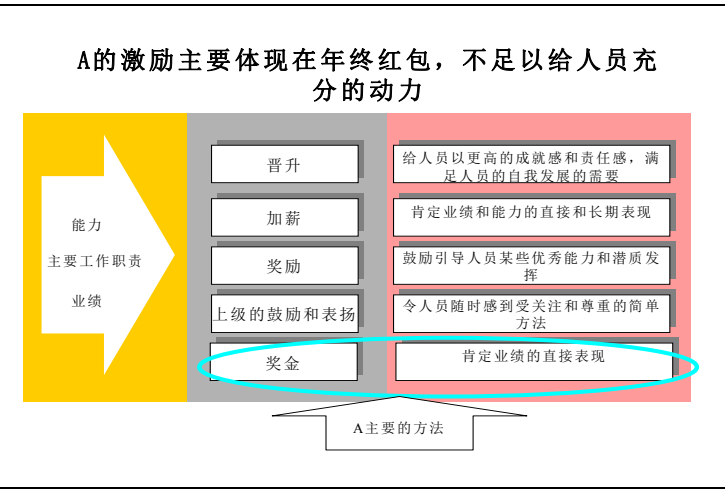 A的激励主要体现在年终红包，不足以给人员充
分的动力
能力
主要工作职责
业绩
晋升
给人员以更高的成就感和责任感，满
足人员的自我发展的需要
加薪
肯定业绩和能力的直接和长期表现
奖励
鼓励引导人员某些优秀能力和潜质发
挥
上级的鼓励和表扬
令人员随时感到受关注和尊重的简单
方法
奖金
肯定业绩的直接表现
A主要的方法